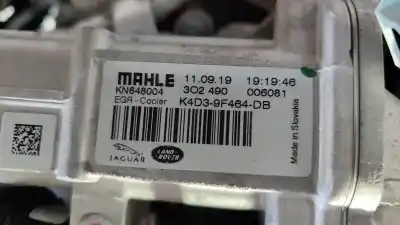 MAHLE 11.09.19 19:19:46
KN648004 3O2 490 006081
EGR - Cooler K4D3-9F464-DB
JAGUAR LAND ROVER
Made in Slovakia